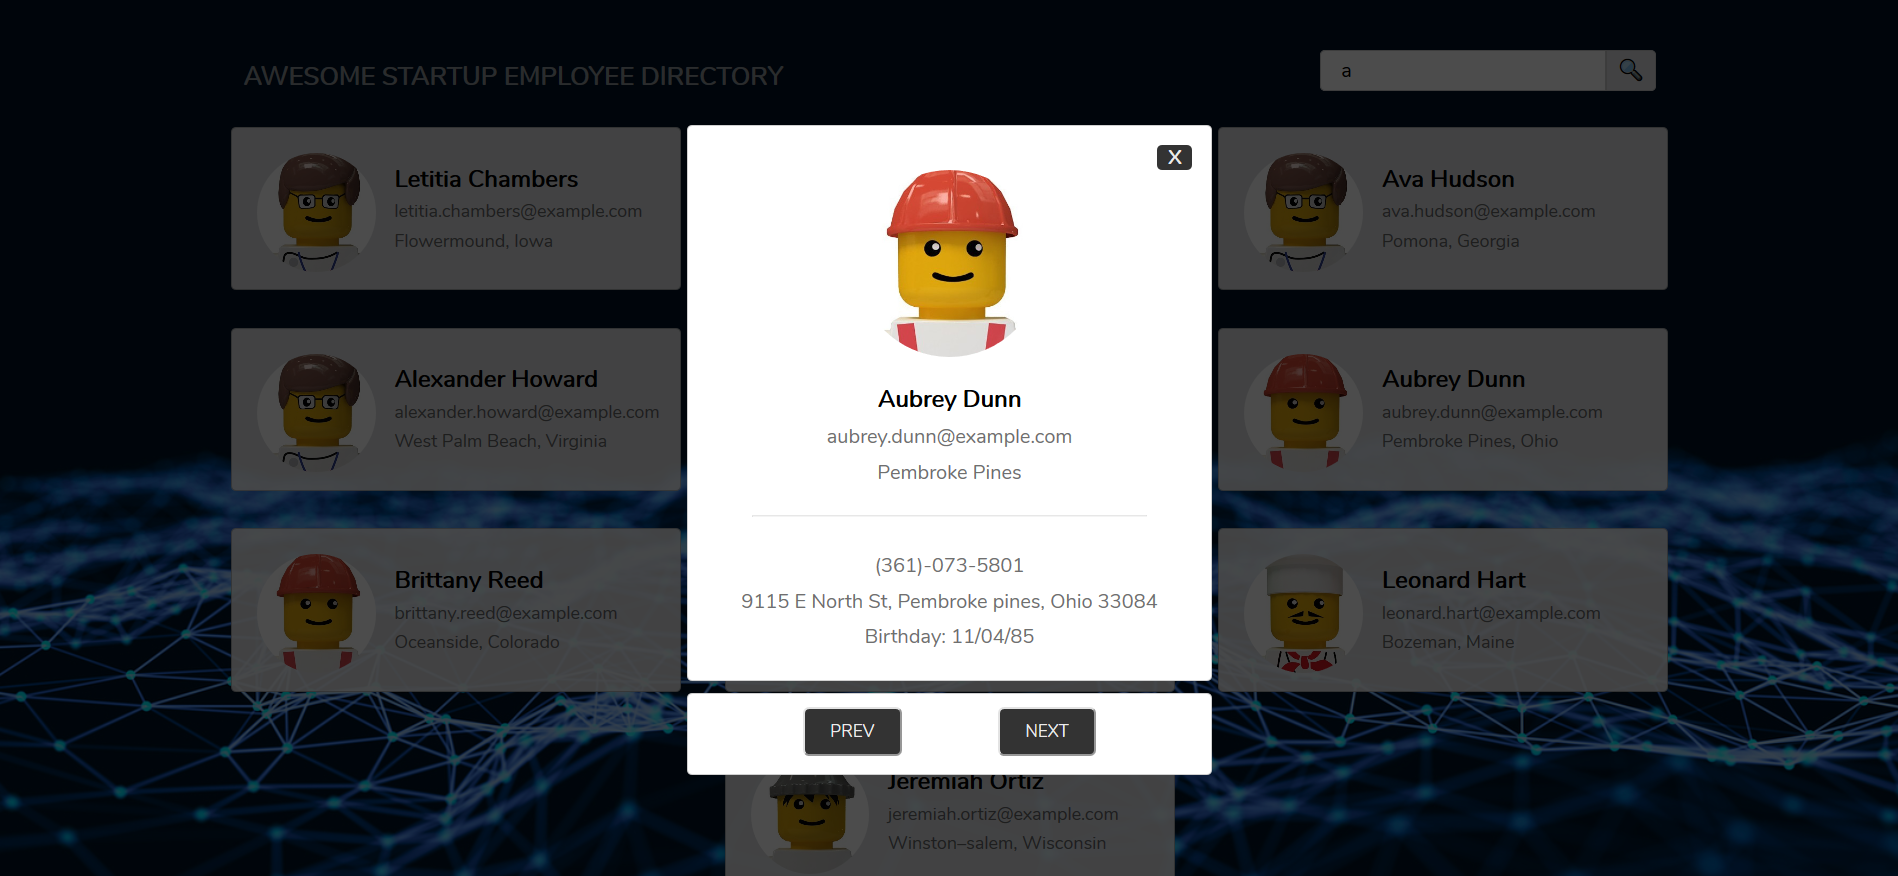 AWESOME STARTUP EMPLOYEE DIRECTORY
a
Letitia Chambers
letitia.chambers@example.com
Flowermound, Iowa
Ava Hudson
ava.hudson@example.com
Pomona, Georgia
Alexander Howard
alexander.howard@example.com
West Palm Beach, Virginia
Aubrey Dunn
aubrey.dunn@example.com
Pembroke Pines, Ohio
Brittany Reed
brittany.reed@example.com
Oceanside, Colorado
Leonard Hart
leonard.hart@example.com
Bozeman, Maine
X
Aubrey Dunn
aubrey.dunn@example.com
Pembroke Pines
(361)-073-5801
9115 E North St, Pembroke pines, Ohio 33084
Birthday: 11/04/85
PREV
NEXT
Jeremiah Ortiz
jeremiah.ortiz@example.com
Winston–salem, Wisconsin